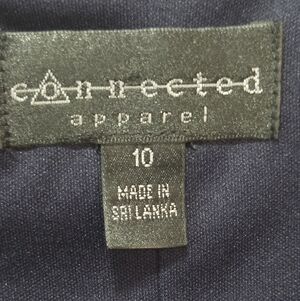 connected
apparel
10
MADE IN
SRI LANKA